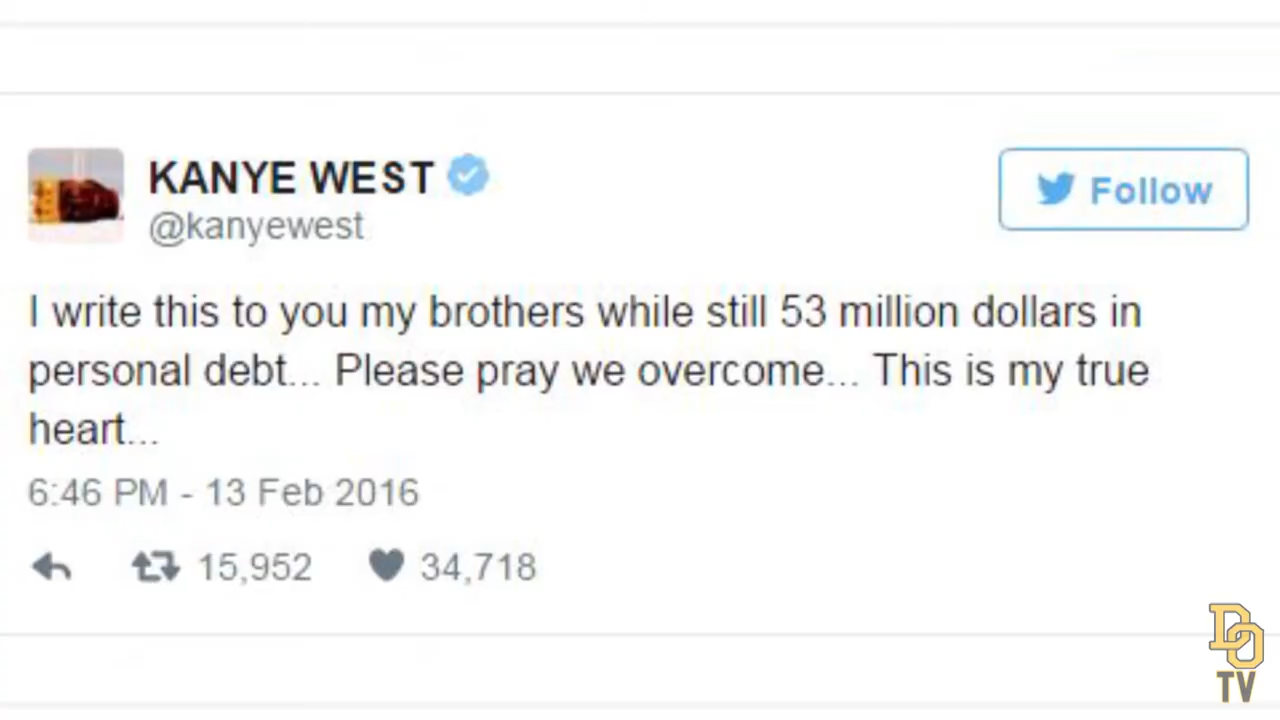 KANYE WEST
@kanyewest
Follow
I write this to you my brothers while still 53 million dollars in
personal debt... Please pray we overcome... This is my true
heart...
6:46 PM - 13 Feb 2016
15,952 34,718
DO
TV